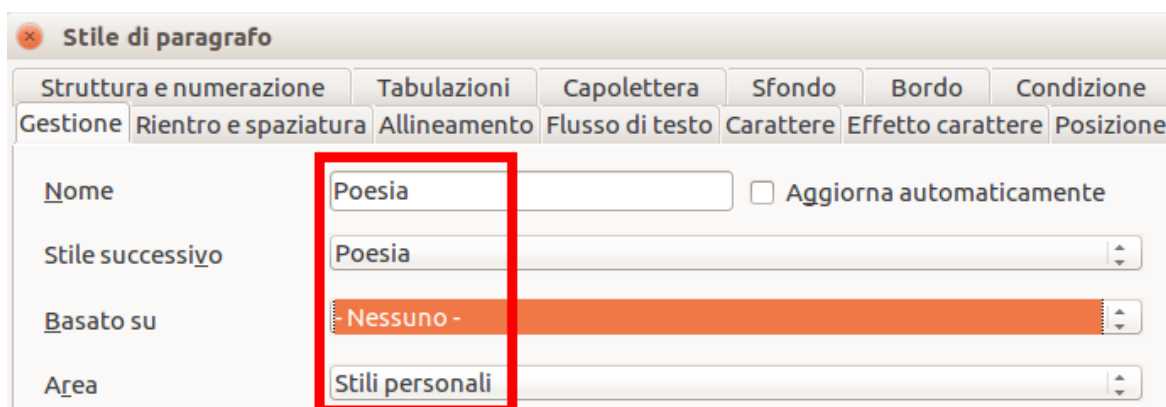 Stile di paragrafo
Struttura e numerazione Tabulazioni Capolettera Sfondo Bordo Condizione
Gestione Rientro e spaziatura Allineamento Flusso di testo Carattere Effetto carattere Posizione
Nome Poesia Aggiorna automaticamente
Stile successivo Poesia
Basato su - Nessuno -
Area Stili personali